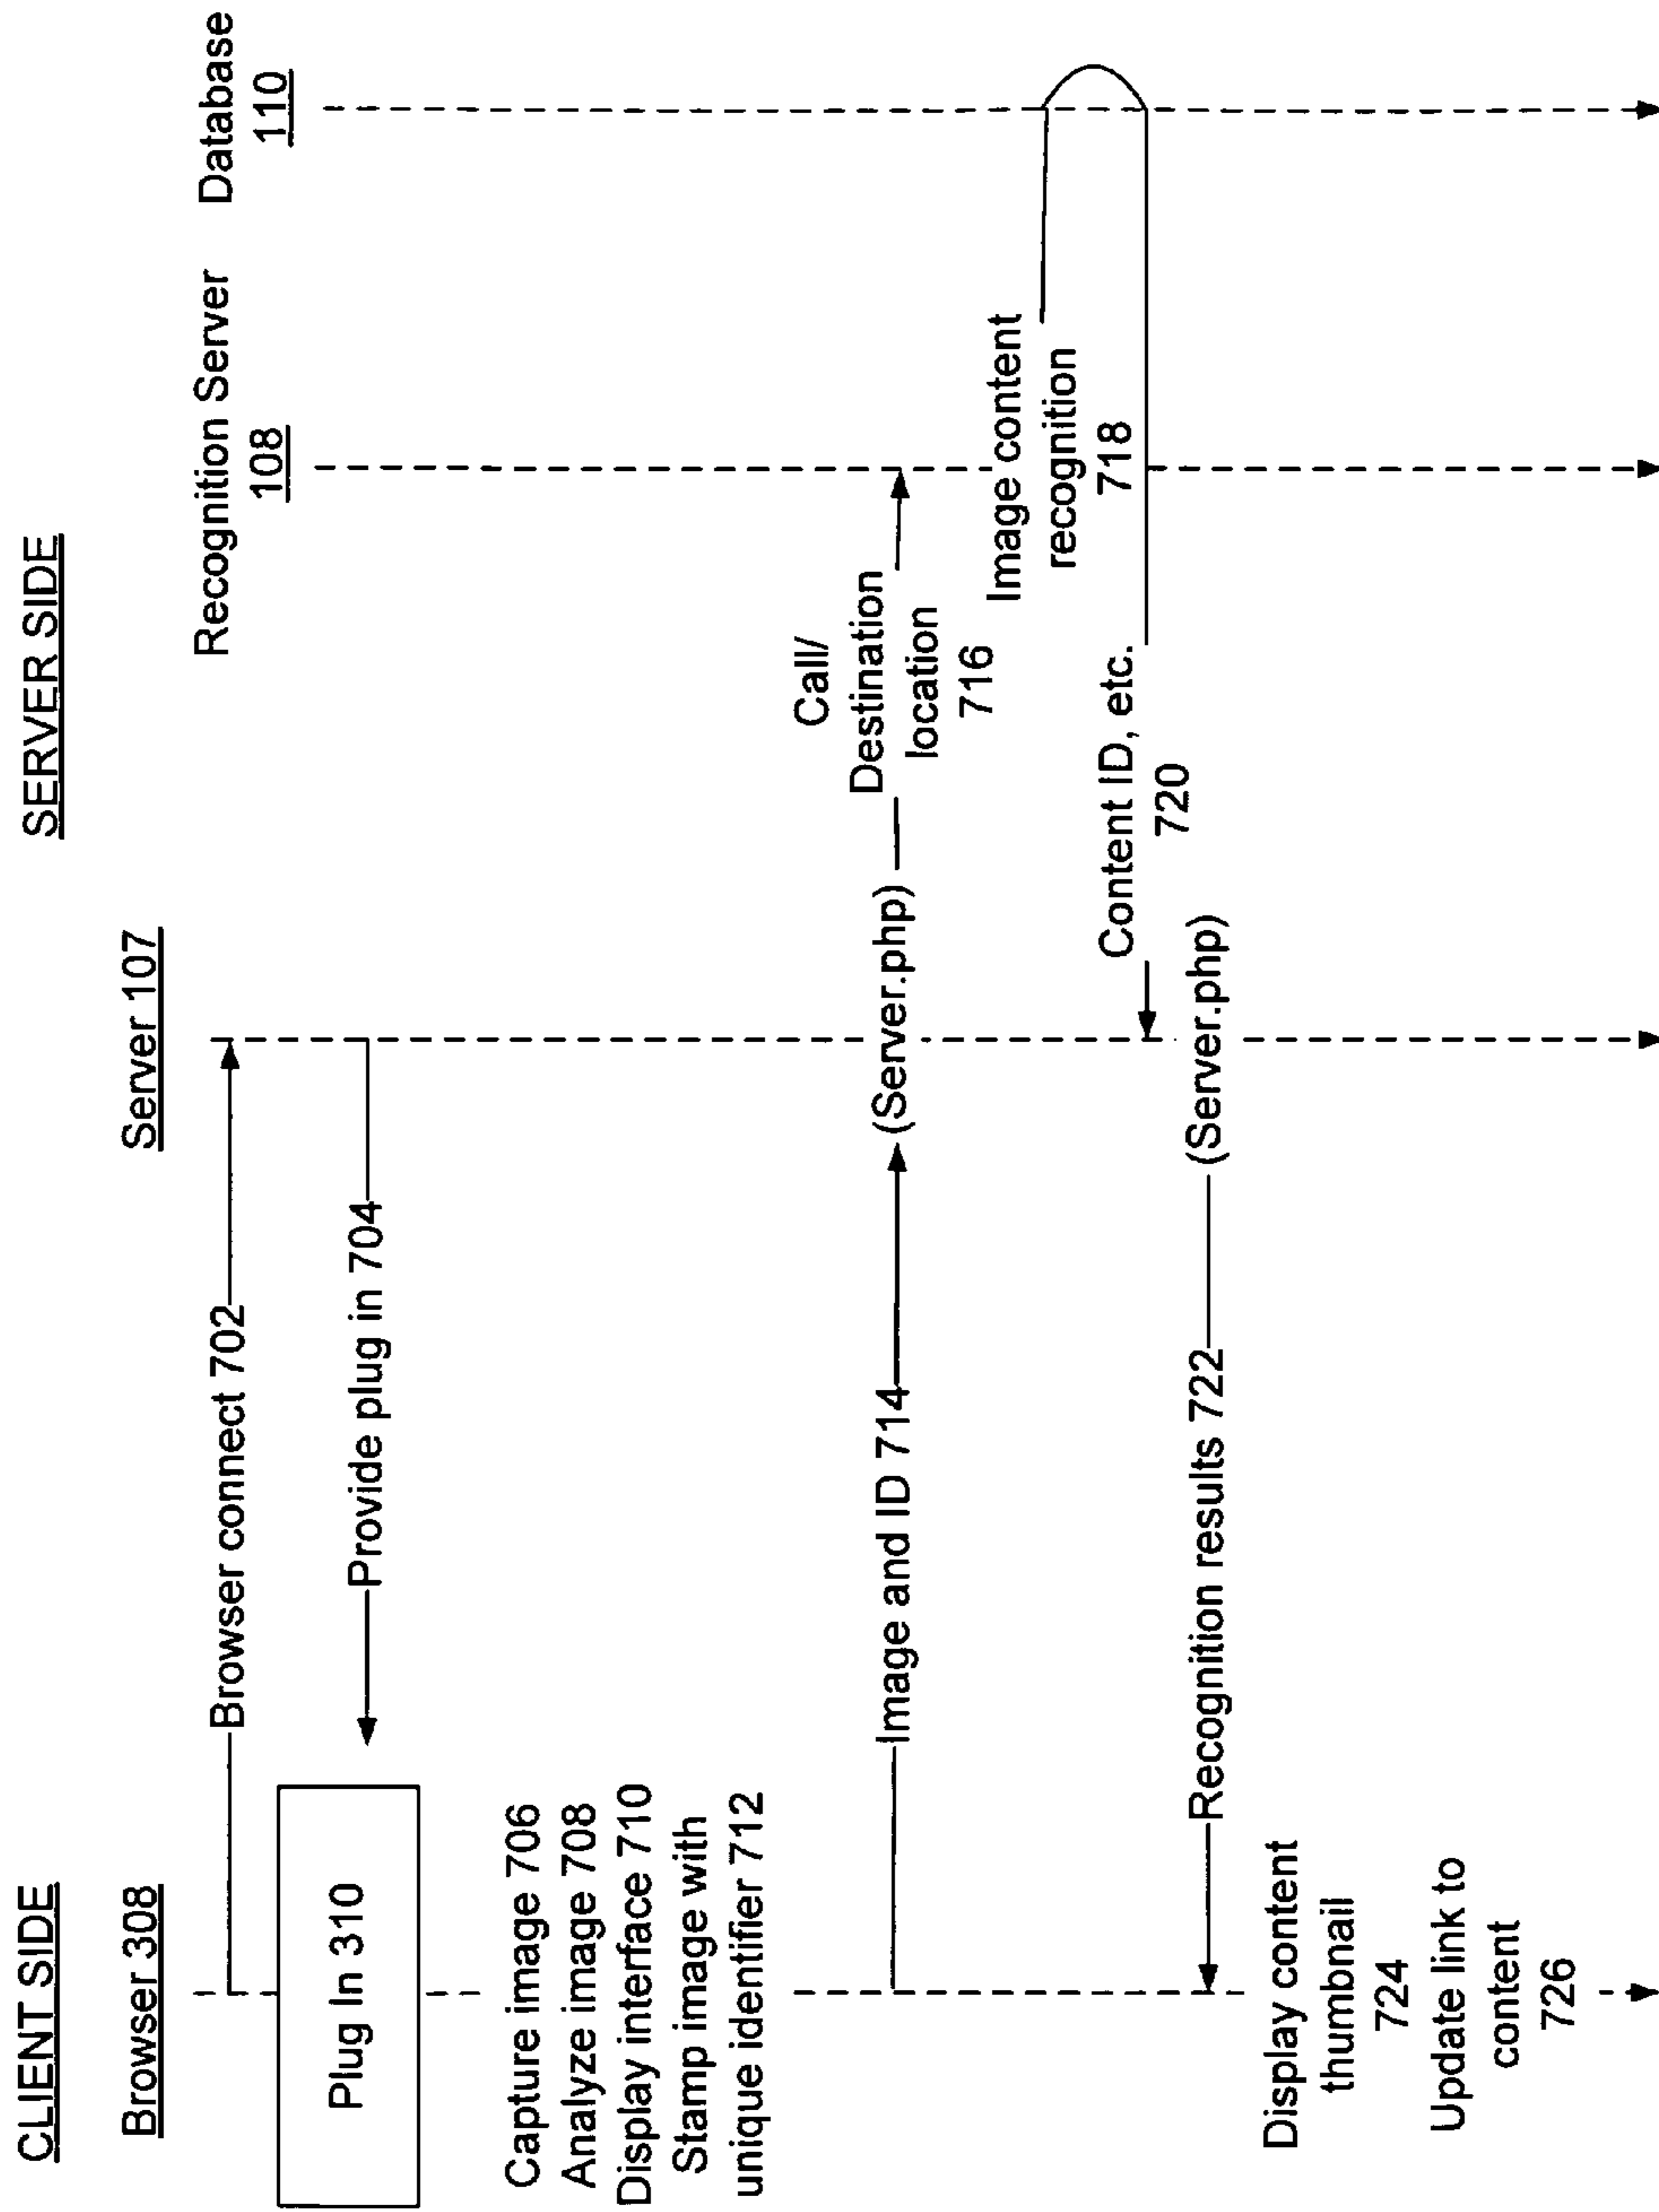 CLIENT SIDE
SERVER SIDE
Browser 308
Server 107
Recognition Server
108
Database
110
Browser connect 702
Plug In 310
Provide plug in 704
Capture image 706
Analyze image 708
Display interface 710
Stamp image with
unique identifier 712
Image and ID 714
(Server.php)
Call/
Destination
location
716
Image content
recognition
718
Content ID, etc.
720
Recognition results 722
(Server.php)
Display content
thumbnail
724
Update link to
content
726